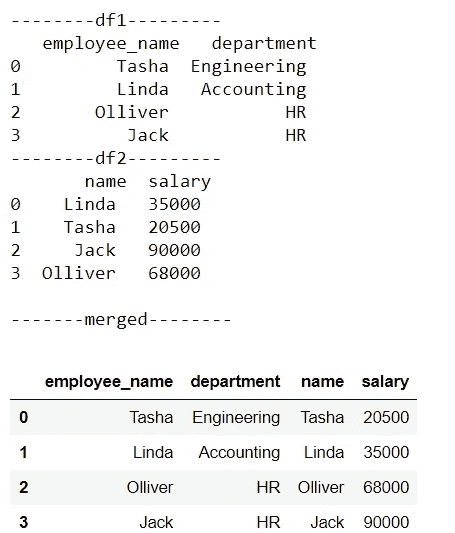 --------df1---------
employee_name department
0 Tasha Engineering
1 Linda Accounting
2 Olliver HR
3 Jack HR
--------df2---------
name salary
0 Linda 35000
1 Tasha 20500
2 Jack 90000
3 Olliver 68000
-------merged--------
employee_name department name salary
0 Tasha Engineering Tasha 20500
1 Linda Accounting Linda 35000
2 Olliver HR Olliver 68000
3 Jack HR Jack 90000